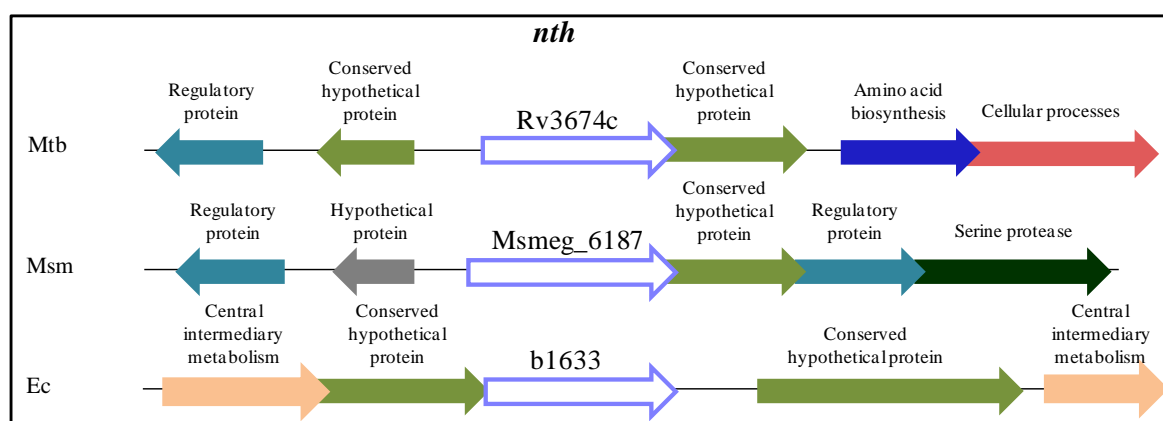 nth
Regulatory
protein
Conserved
hypothetical
protein
Rv3674c
Conserved
hypothetical
protein
Amino acid
biosynthesis
Cellular processes
Mtb
Regulatory
protein
Hypothetical
protein
Msmeg_6187
Conserved
hypothetical
protein
Regulatory
protein
Serine protease
Msm
Central
intermediary
metabolism
Conserved
hypothetical
protein
b1633
Conserved
hypothetical protein
Central
intermediary
metabolism
Ec